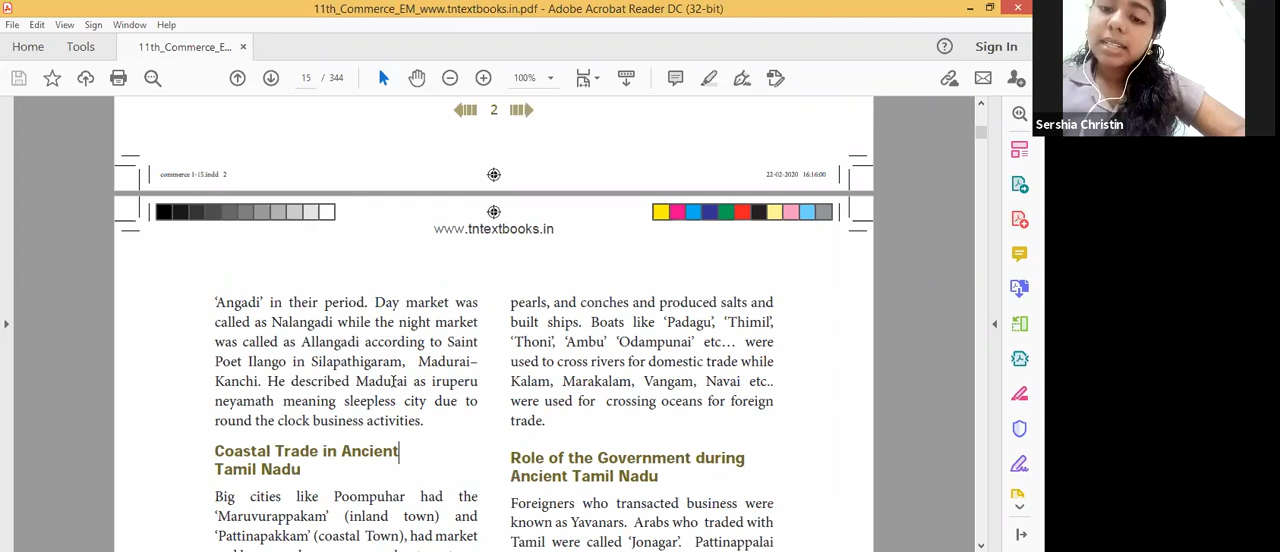 11th_Commerce_EM_www.tntextbooks.in.pdf - Adobe Acrobat Reader DC (32-bit)
File Edit View Sign Window Help
Home Tools 11th_Commerce_E... × Sign In
15 / 344 100%
2
commerce 1-15.indd 2 22-02-2020 16:16:00
www.tntextbooks.in
‘Angadi’ in their period. Day market was
called as Nalangadi while the night market
was called as Allangadi according to Saint
Poet Ilango in Silapathigaram, Madurai–
Kanchi. He described Madurai as iruperu
neyamath meaning sleepless city due to
round the clock business activities.
Coastal Trade in Ancient
Tamil Nadu
Big cities like Poompuhar had the
‘Maruvurappakam’ (inland town) and
‘Pattinapakkam’ (coastal Town), had market
pearls, and conches and produced salts and
built ships. Boats like ‘Padagu’, ‘Thimil’,
‘Thoni’, ‘Ambu’ ‘Odampunai’ etc… were
used to cross rivers for domestic trade while
Kalam, Marakalam, Vangam, Navai etc..
were used for crossing oceans for foreign
trade.
Role of the Government during
Ancient Tamil Nadu
Foreigners who transacted business were
known as Yavanars. Arabs who traded with
Tamil were called ‘Jonagar’. Pattinappalai
Sershia Christin